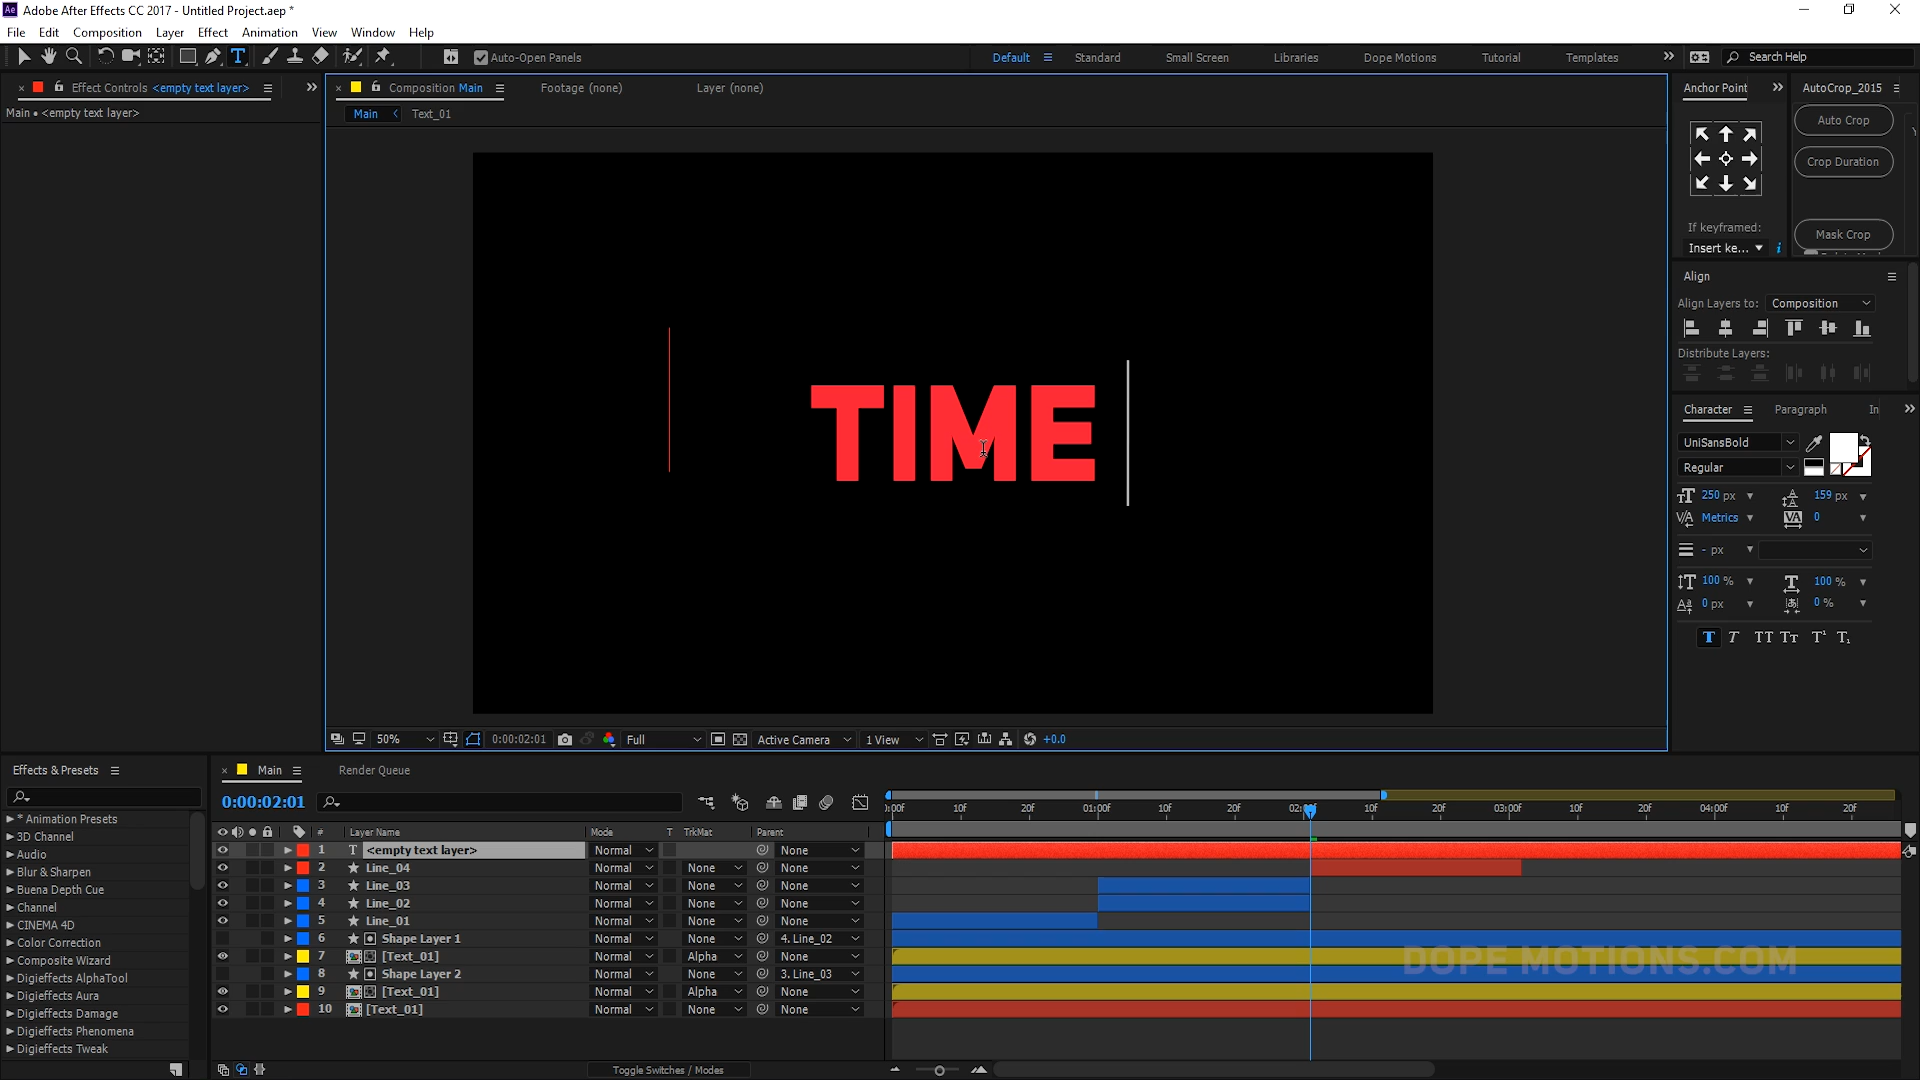 Adobe After Effects CC 2017 - Untitled Project.aep *
File Edit Composition Layer Effect Animation View Window Help
Auto-Open Panels Default Standard Small Screen Libraries Dope Motions Tutorial Templates Search Help
Effect Controls <empty text layer>
Main • <empty text layer>
Composition Main Footage (none) Layer (none)
Main Text_01
TIME
50% 0:00:02:01 Full Active Camera 1 View +0.0
Anchor Point AutoCrop_2015
Auto Crop
Crop Duration
If keyframed:
Mask Crop
Insert ke...
Align
Align Layers to: Composition
Distribute Layers:
Character Paragraph In
UniSansBold
Regular
250 px 159 px
Metrics 0
- px
100 % 100 %
0 px 0 %
Effects & Presets
* Animation Presets
3D Channel
Audio
Blur & Sharpen
Buena Depth Cue
Channel
CINEMA 4D
Color Correction
Composite Wizard
Digieffects AlphaTool
Digieffects Aura
Digieffects Damage
Digieffects Phenomena
Digieffects Tweak
Main Render Queue
0:00:02:01
:00F 10F 20F 01:00F 10F 20F 02:00F 10F 20F 03:00F 10F 20F 04:00F 10F 20F
# Layer Name Mode T TrkMat Parent
1 <empty text layer> Normal None
2 Line_04 Normal None None
3 Line_03 Normal None None
4 Line_02 Normal None None
5 Line_01 Normal None None
6 Shape Layer 1 Normal None 4. Line_02
7 [Text_01] Normal Alpha None
8 Shape Layer 2 Normal None 3. Line_03
9 [Text_01] Normal Alpha None
10 [Text_01] Normal None None
DOPE MOTIONS.COM
Toggle Switches / Modes